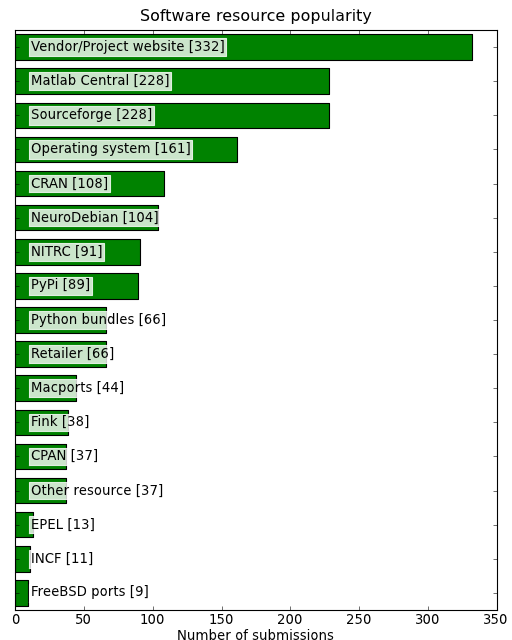 Software resource popularity
Vendor/Project website [332]
Matlab Central [228]
Sourceforge [228]
Operating system [161]
CRAN [108]
NeuroDebian [104]
NITRC [91]
PyPi [89]
Python bundles [66]
Retailer [66]
Macports [44]
Fink [38]
CPAN [37]
Other resource [37]
EPEL [13]
INCF [11]
FreeBSD ports [9]
0 50 100 150 200 250 300 350
Number of submissions